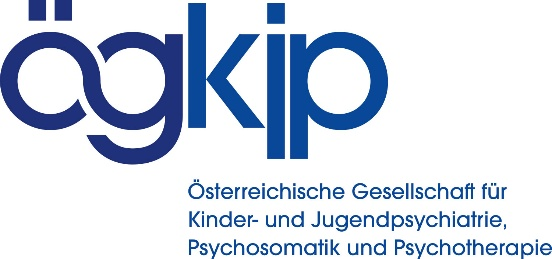 ögkjp
Österreichische Gesellschaft für
Kinder- und Jugendpsychiatrie,
Psychosomatik und Psychotherapie